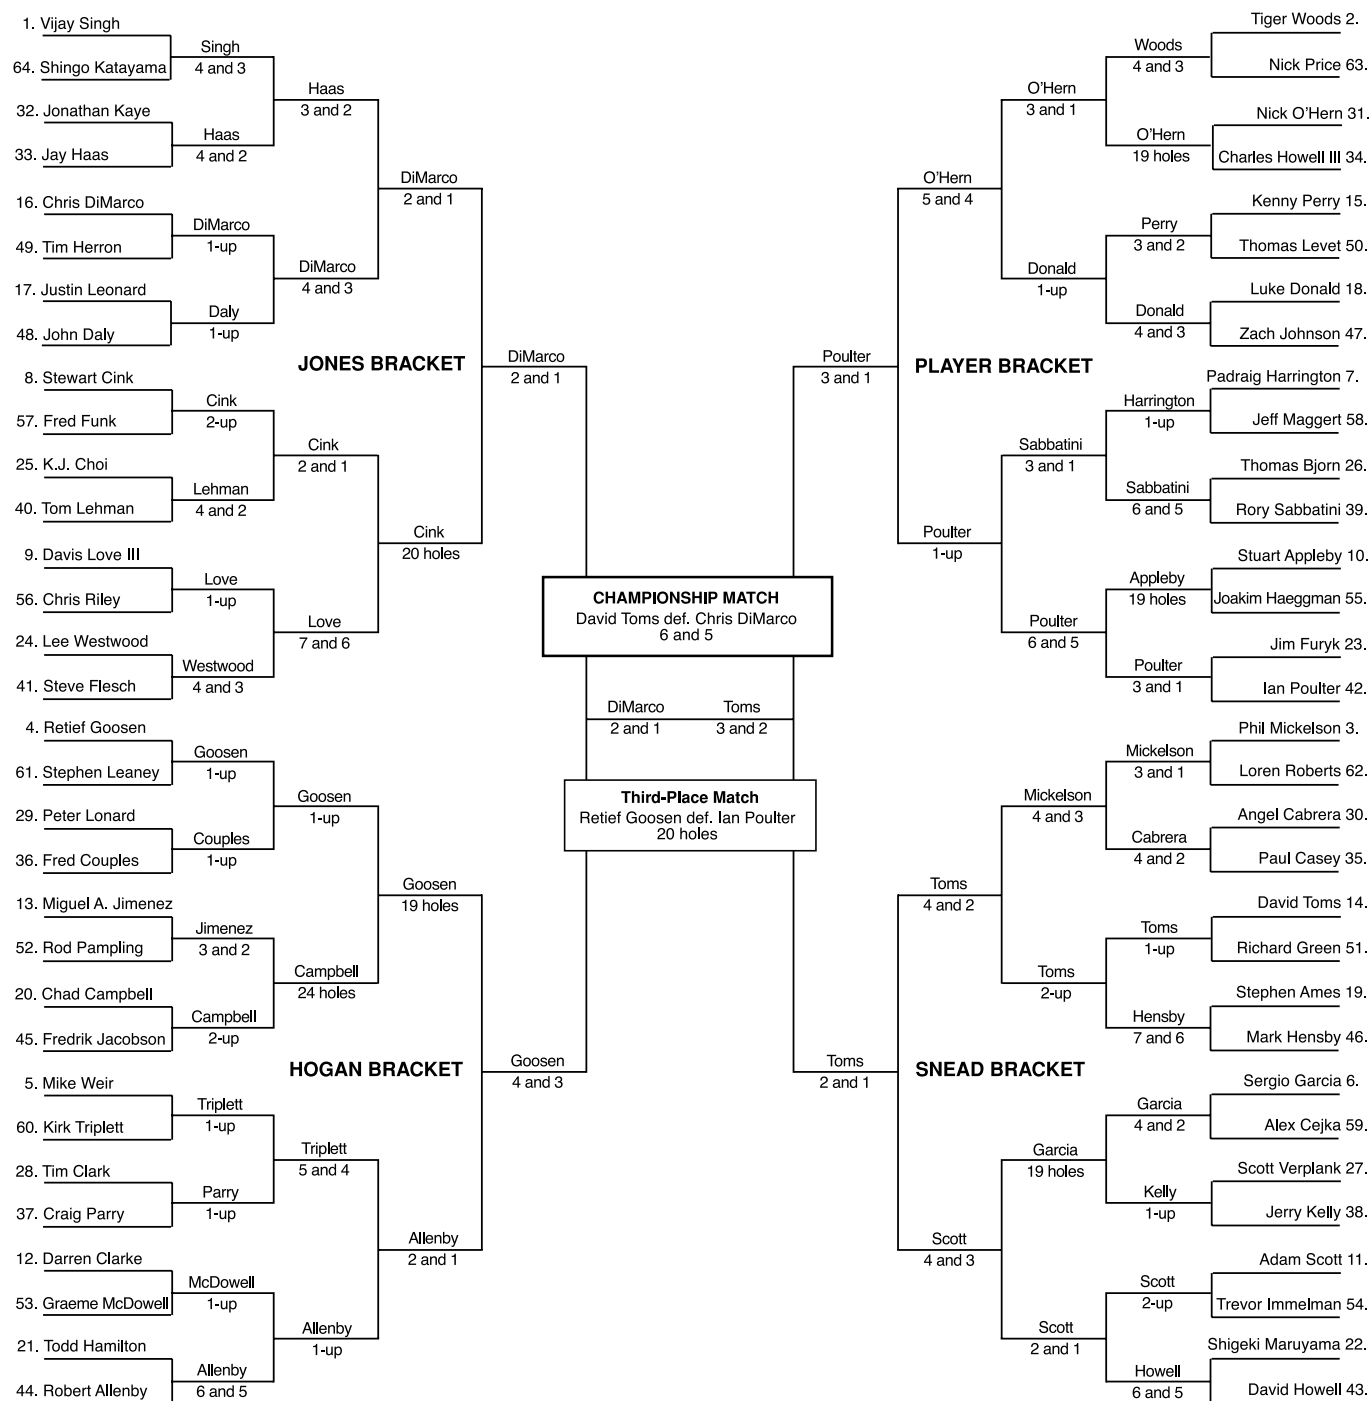 1. Vijay Singh
64. Shingo Katayama
32. Jonathan Kaye
33. Jay Haas
16. Chris DiMarco
49. Tim Herron
17. Justin Leonard
48. John Daly
8. Stewart Cink
57. Fred Funk
25. K.J. Choi
40. Tom Lehman
9. Davis Love III
56. Chris Riley
24. Lee Westwood
41. Steve Flesch
Singh
4 and 3
Haas
4 and 2
DiMarco
1-up
Daly
1-up
Cink
2-up
Lehman
4 and 2
Love
1-up
Westwood
4 and 3
Haas
3 and 2
DiMarco
4 and 3
Cink
2 and 1
Love
7 and 6
DiMarco
2 and 1
Cink
20 holes
JONES BRACKET
DiMarco
2 and 1
4. Retief Goosen
61. Stephen Leaney
29. Peter Lonard
36. Fred Couples
13. Miguel A. Jimenez
52. Rod Pampling
20. Chad Campbell
45. Fredrik Jacobson
5. Mike Weir
60. Kirk Triplett
28. Tim Clark
37. Craig Parry
12. Darren Clarke
53. Graeme McDowell
21. Todd Hamilton
44. Robert Allenby
Goosen
1-up
Couples
1-up
Jimenez
3 and 2
Campbell
2-up
Triplett
1-up
Parry
1-up
McDowell
1-up
Allenby
6 and 5
Goosen
1-up
Campbell
24 holes
Triplett
5 and 4
Allenby
1-up
Goosen
19 holes
Allenby
2 and 1
HOGAN BRACKET
Goosen
4 and 3
CHAMPIONSHIP MATCH
David Toms def. Chris DiMarco
6 and 5
DiMarco
2 and 1
Toms
3 and 2
Third-Place Match
Retief Goosen def. Ian Poulter
20 holes
Poulter
3 and 1
PLAYER BRACKET
O'Hern
5 and 4
Poulter
1-up
O'Hern
3 and 1
Donald
1-up
Sabbatini
3 and 1
Poulter
6 and 5
Woods
4 and 3
O'Hern
19 holes
Perry
3 and 2
Donald
4 and 3
Harrington
1-up
Sabbatini
6 and 5
Appleby
19 holes
Poulter
3 and 1
Tiger Woods 2.
Nick Price 63.
Nick O'Hern 31.
Charles Howell III 34.
Kenny Perry 15.
Thomas Levet 50.
Luke Donald 18.
Zach Johnson 47.
Padraig Harrington 7.
Jeff Maggert 58.
Thomas Bjorn 26.
Rory Sabbatini 39.
Stuart Appleby 10.
Joakim Haeggman 55.
Jim Furyk 23.
Ian Poulter 42.
Toms
2 and 1
SNEAD BRACKET
Toms
4 and 2
Scott
4 and 3
Mickelson
4 and 3
Toms
2-up
Garcia
19 holes
Scott
2 and 1
Mickelson
3 and 1
Cabrera
4 and 2
Toms
1-up
Hensby
7 and 6
Garcia
4 and 2
Kelly
1-up
Scott
2-up
Howell
6 and 5
Phil Mickelson 3.
Loren Roberts 62.
Angel Cabrera 30.
Paul Casey 35.
David Toms 14.
Richard Green 51.
Stephen Ames 19.
Mark Hensby 46.
Sergio Garcia 6.
Alex Cejka 59.
Scott Verplank 27.
Jerry Kelly 38.
Adam Scott 11.
Trevor Immelman 54.
Shigeki Maruyama 22.
David Howell 43.